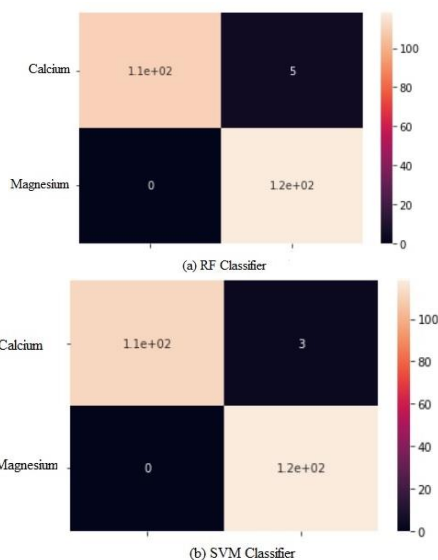 Calcium
1.1e+02 5
100
80
60
Magnesium
0 1.2e+02
40
20
0
(a) RF Classifier
Calcium
1.1e+02 3
100
80
60
Magnesium
0 1.2e+02
40
20
0
(b) SVM Classifier